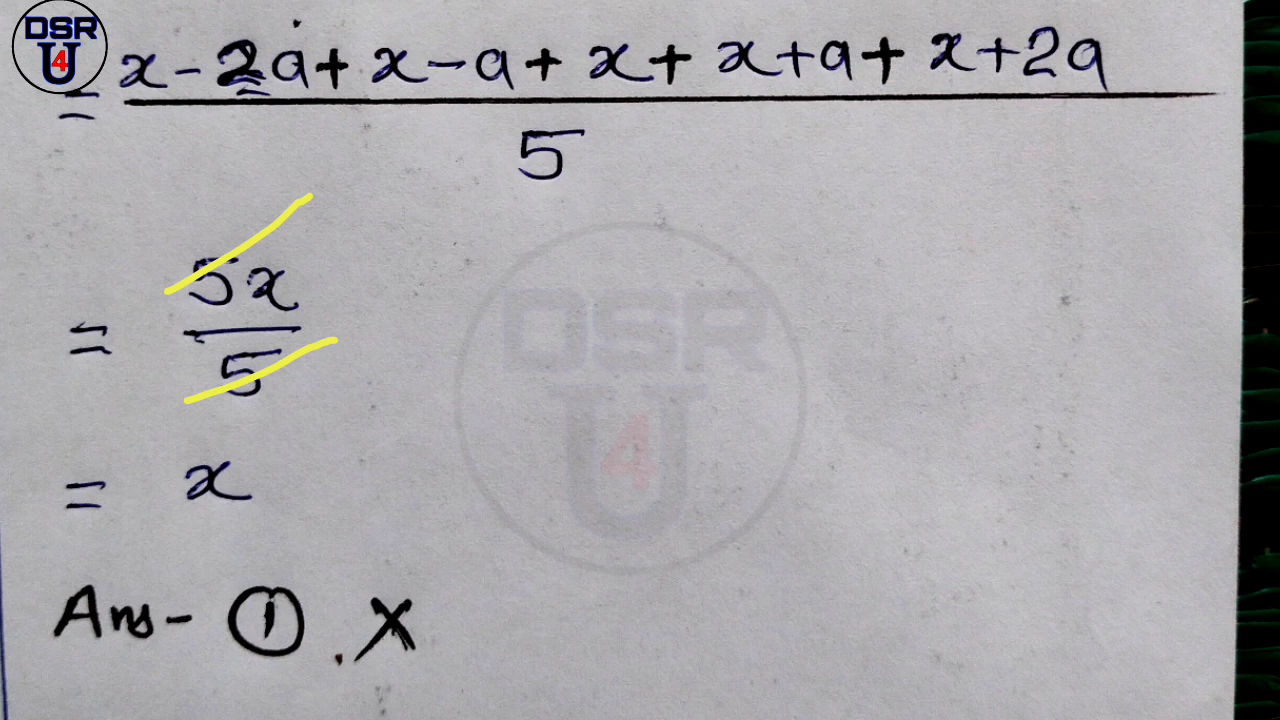 DSR
U
4
= x - 2a + x - a + x + x + a + x + 2a
5
= 5x
5
= x
Ans - ① . X
DSR
U
4